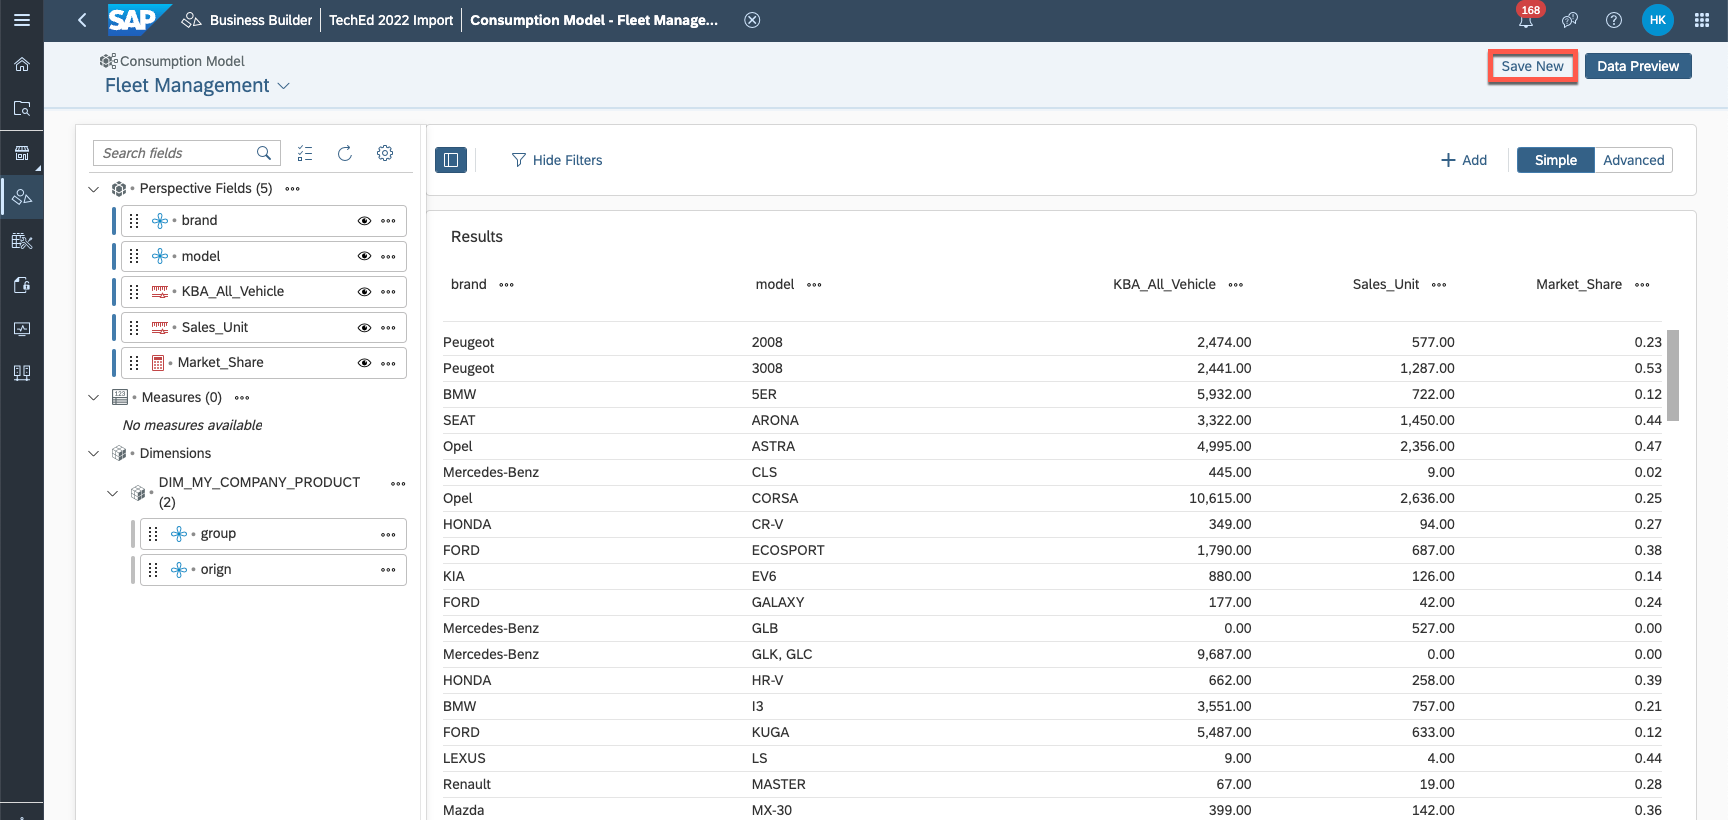 SAP Business Builder TechEd 2022 Import Consumption Model - Fleet Manage... 168 HK
Consumption Model
Fleet Management
Save New Data Preview
Search fields
Hide Filters Add Simple Advanced
Perspective Fields (5)
brand
model
KBA_All_Vehicle
Sales_Unit
Market_Share
123 Measures (0)
No measures available
Dimensions
DIM_MY_COMPANY_PRODUCT
(2)
group
orign
Results
brand model KBA_All_Vehicle Sales_Unit Market_Share
Peugeot 2008 2,474.00 577.00 0.23
Peugeot 3008 2,441.00 1,287.00 0.53
BMW 5ER 5,932.00 722.00 0.12
SEAT ARONA 3,322.00 1,450.00 0.44
Opel ASTRA 4,995.00 2,356.00 0.47
Mercedes-Benz CLS 445.00 9.00 0.02
Opel CORSA 10,615.00 2,636.00 0.25
HONDA CR-V 349.00 94.00 0.27
FORD ECOSPORT 1,790.00 687.00 0.38
KIA EV6 880.00 126.00 0.14
FORD GALAXY 177.00 42.00 0.24
Mercedes-Benz GLB 0.00 527.00 0.00
Mercedes-Benz GLK, GLC 9,687.00 0.00 0.00
HONDA HR-V 662.00 258.00 0.39
BMW I3 3,551.00 757.00 0.21
FORD KUGA 5,487.00 633.00 0.12
LEXUS LS 9.00 4.00 0.44
Renault MASTER 67.00 19.00 0.28
Mazda MX-30 399.00 142.00 0.36